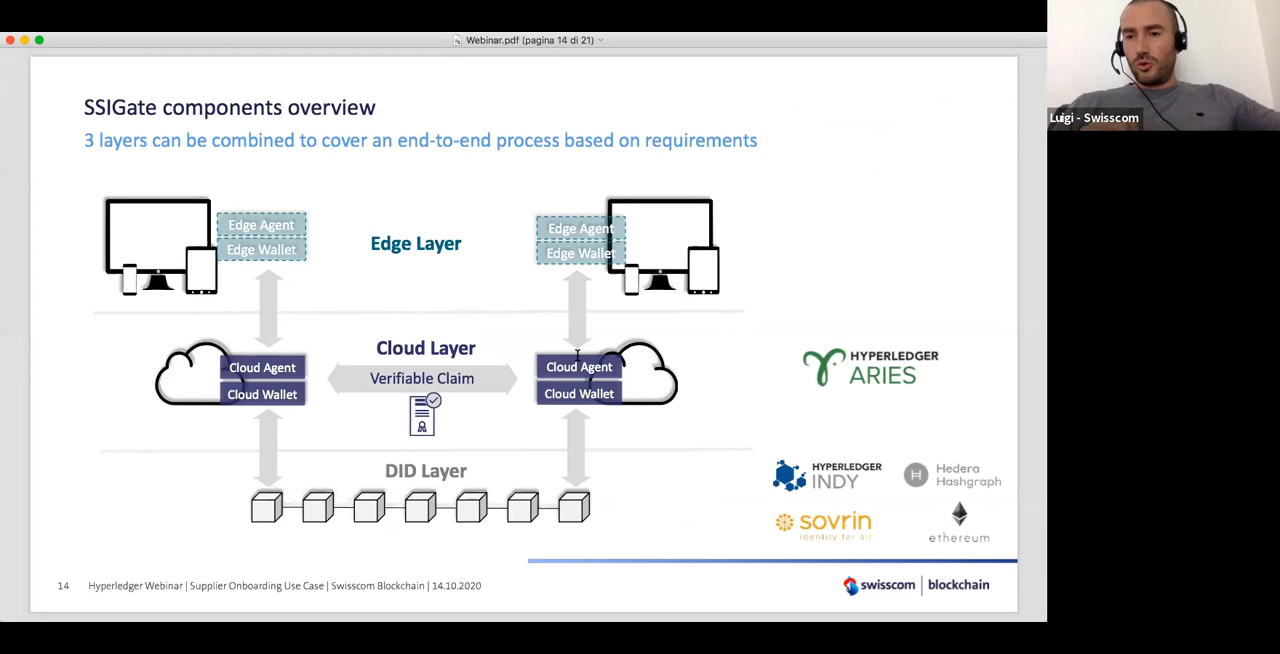 Webinar.pdf (pagina 14 di 21)
Luigi - Swisscom
SSIGate components overview
3 layers can be combined to cover an end-to-end process based on requirements
Edge Agent
Edge Wallet
Edge Layer
Edge Agent
Edge Wallet
Cloud Layer
Cloud Agent
Cloud Wallet
Verifiable Claim
Cloud Agent
Cloud Wallet
HYPERLEDGER
ARIES
DID Layer
HYPERLEDGER
INDY
Hedera
Hashgraph
sovrin
identity for all
ethereum
14
Hyperledger Webinar | Supplier Onboarding Use Case | Swisscom Blockchain | 14.10.2020
swisscom | blockchain